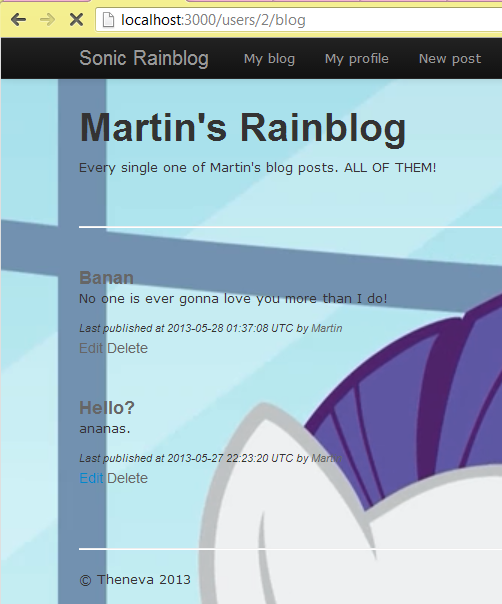 localhost:3000/users/2/blog
Sonic Rainblog My blog My profile New post
Martin's Rainblog
Every single one of Martin's blog posts. ALL OF THEM!
Banan
No one is ever gonna love you more than I do!
Last published at 2013-05-28 01:37:08 UTC by Martin
Edit Delete
Hello?
ananas.
Last published at 2013-05-27 22:23:20 UTC by Martin
Edit Delete
© Theneva 2013